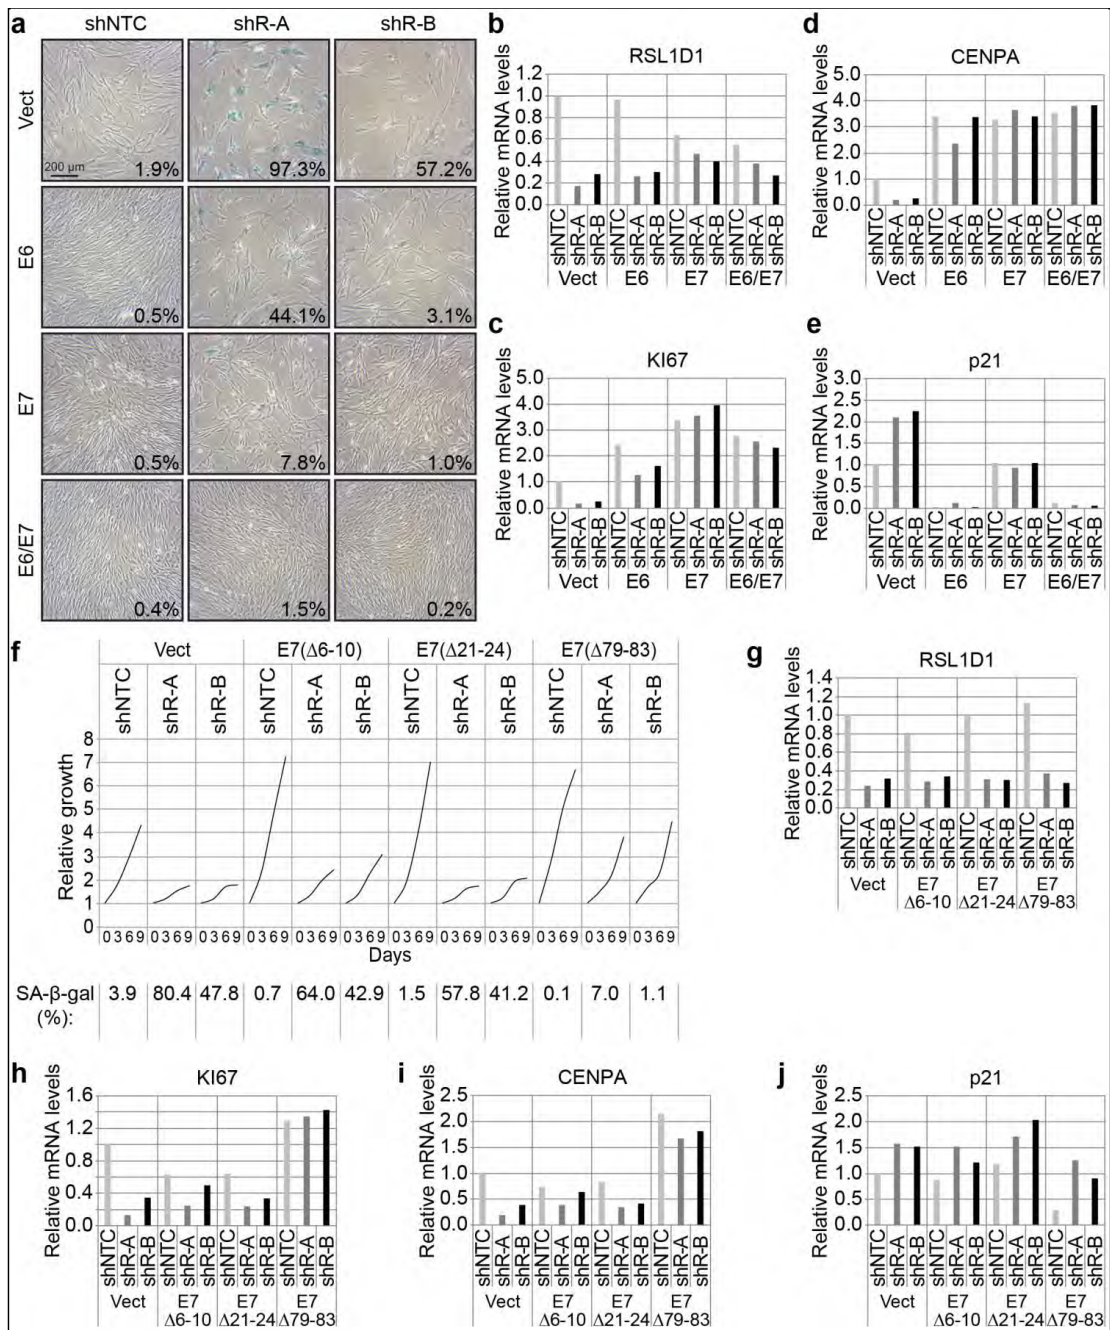 a
shNTC shR-A shR-B
Vect
200 µm
1.9% 97.3% 57.2%
E6
0.5% 44.1% 3.1%
E7
0.5% 7.8% 1.0%
E6/E7
0.4% 1.5% 0.2%
b
RSL1D1
Relative mRNA levels
1.2
1.0
0.8
0.6
0.4
0.2
0.0
shNTC shR-A shR-B shNTC shR-A shR-B shNTC shR-A shR-B shNTC shR-A shR-B
Vect E6 E7 E6/E7
d
CENPA
Relative mRNA levels
5.0
4.0
3.0
2.0
1.0
0.0
shNTC shR-A shR-B shNTC shR-A shR-B shNTC shR-A shR-B shNTC shR-A shR-B
Vect E6 E7 E6/E7
c
KI67
Relative mRNA levels
5.0
4.0
3.0
2.0
1.0
0.0
shNTC shR-A shR-B shNTC shR-A shR-B shNTC shR-A shR-B shNTC shR-A shR-B
Vect E6 E7 E6/E7
e
p21
Relative mRNA levels
3.0
2.5
2.0
1.5
1.0
0.5
0.0
shNTC shR-A shR-B shNTC shR-A shR-B shNTC shR-A shR-B shNTC shR-A shR-B
Vect E6 E7 E6/E7
f
Vect E7(Δ6-10) E7(Δ21-24) E7(Δ79-83)
shNTC shR-A shR-B shNTC shR-A shR-B shNTC shR-A shR-B shNTC shR-A shR-B
Relative growth
8
7
6
5
4
3
2
1
0
0369 0369 0369 0369 0369 0369 0369 0369 0369 0369 0369 0369
Days
SA-β-gal 3.9 80.4 47.8 0.7 64.0 42.9 1.5 57.8 41.2 0.1 7.0 1.1
(%):
g
RSL1D1
Relative mRNA levels
1.4
1.2
1.0
0.8
0.6
0.4
0.2
0.0
shNTC shR-A shR-B shNTC shR-A shR-B shNTC shR-A shR-B shNTC shR-A shR-B
Vect E7 E7 E7
Δ6-10 Δ21-24 Δ79-83
h
KI67
Relative mRNA levels
1.6
1.2
0.8
0.4
0.0
shNTC shR-A shR-B shNTC shR-A shR-B shNTC shR-A shR-B shNTC shR-A shR-B
Vect E7 E7 E7
Δ6-10 Δ21-24 Δ79-83
i
CENPA
Relative mRNA levels
2.5
2.0
1.5
1.0
0.5
0.0
shNTC shR-A shR-B shNTC shR-A shR-B shNTC shR-A shR-B shNTC shR-A shR-B
Vect E7 E7 E7
Δ6-10 Δ21-24 Δ79-83
j
p21
Relative mRNA levels
2.5
2.0
1.5
1.0
0.5
0.0
shNTC shR-A shR-B shNTC shR-A shR-B shNTC shR-A shR-B shNTC shR-A shR-B
Vect E7 E7 E7
Δ6-10 Δ21-24 Δ79-83